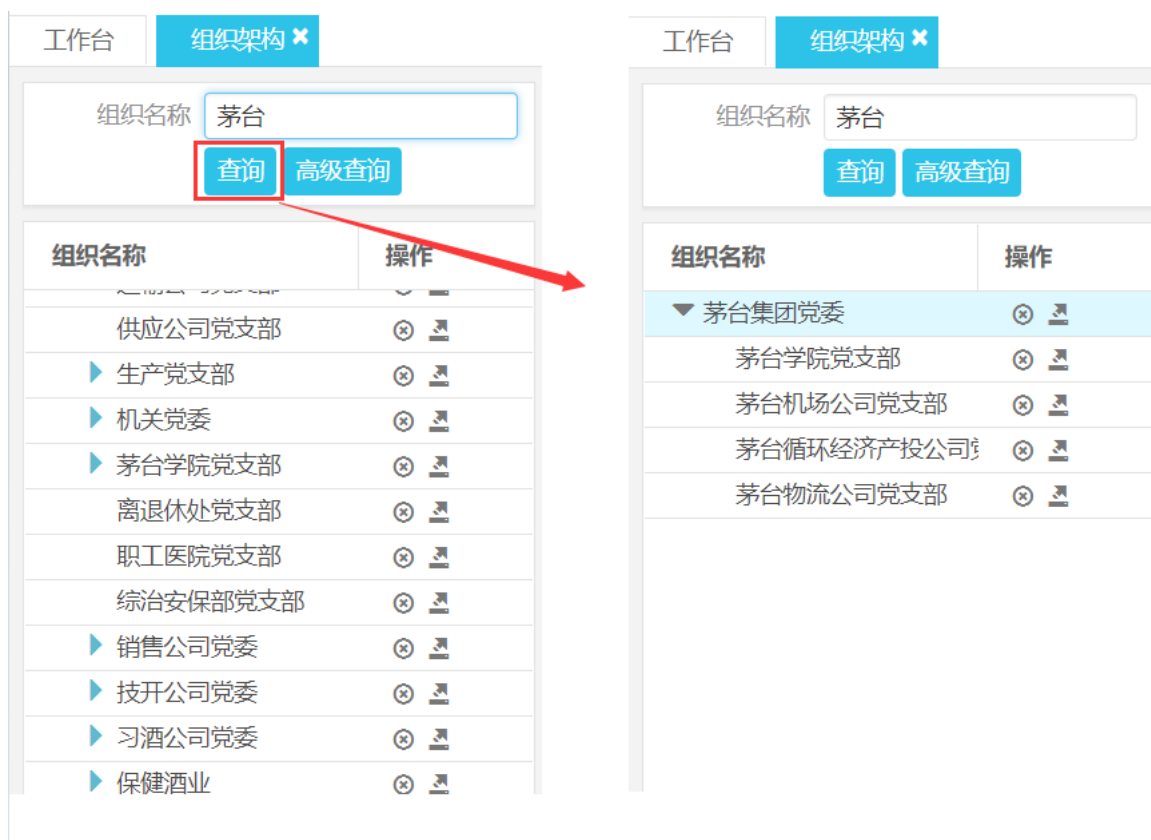 工作台
组织架构
组织名称 茅台
查询 高级查询
组织名称 操作
供应公司党支部
生产党支部
机关党委
茅台学院党支部
离退休处党支部
职工医院党支部
综治安保部党支部
销售公司党委
技开公司党委
习酒公司党委
保健酒业
工作台
组织架构
组织名称 茅台
查询 高级查询
组织名称 操作
茅台集团党委
茅台学院党支部
茅台机场公司党支部
茅台循环经济产投公司
茅台物流公司党支部